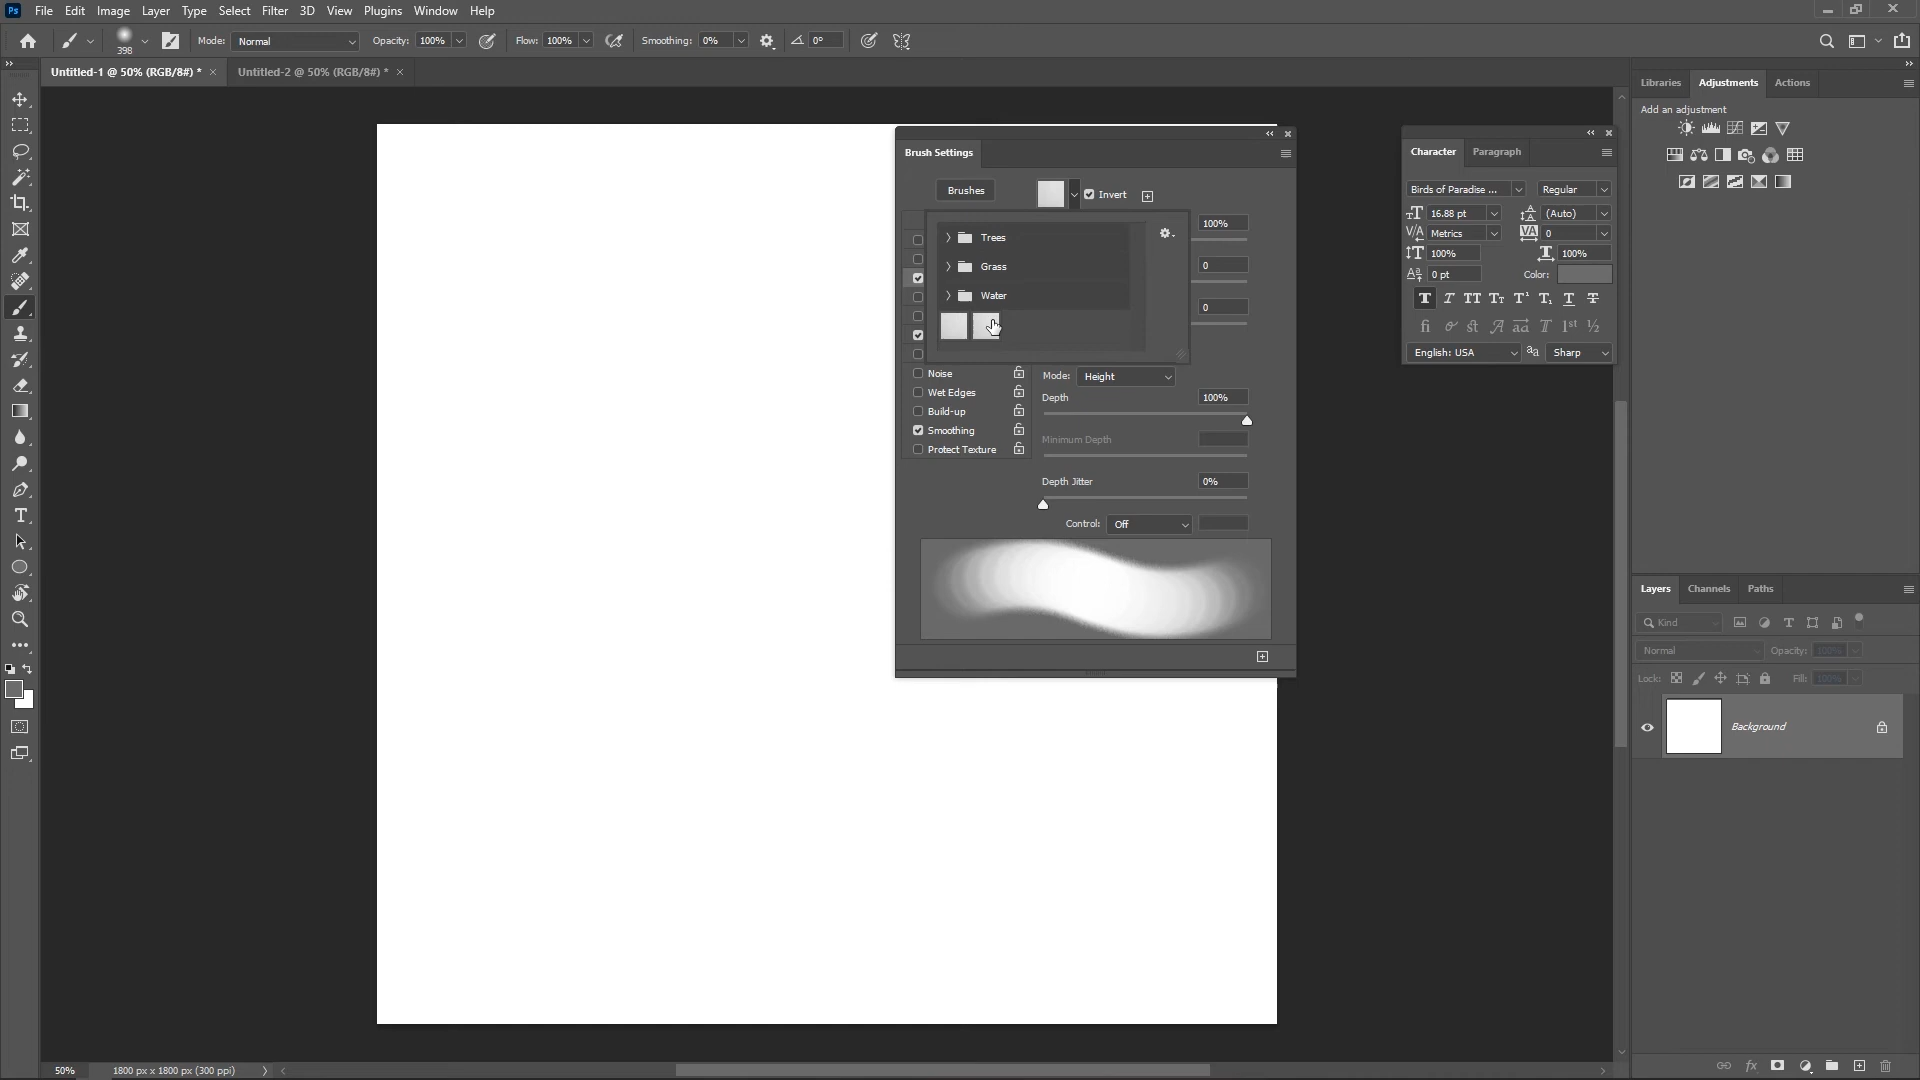 Ps File Edit Image Layer Type Select Filter 3D View Plugins Window Help
398 Mode: Normal Opacity: 100% Flow: 100% Smoothing: 0% 0°
Untitled-1 @ 50% (RGB/8#) * × Untitled-2 @ 50% (RGB/8#) * ×
Brush Settings
Brushes
Invert
Trees
Grass
Water
100%
0
0
Noise
Wet Edges
Build-up
Smoothing
Protect Texture
Mode: Height
Depth 100%
Minimum Depth
Depth Jitter 0%
Control: Off
Character Paragraph
Birds of Paradise ... Regular
16.88 pt (Auto)
Metrics 0
100% 100%
0 pt Color:
English: USA Sharp
Libraries Adjustments Actions
Add an adjustment
Layers Channels Paths
Kind
Normal Opacity: 100%
Lock: Fill: 100%
Background
50% 1800 px x 1800 px (300 ppi)